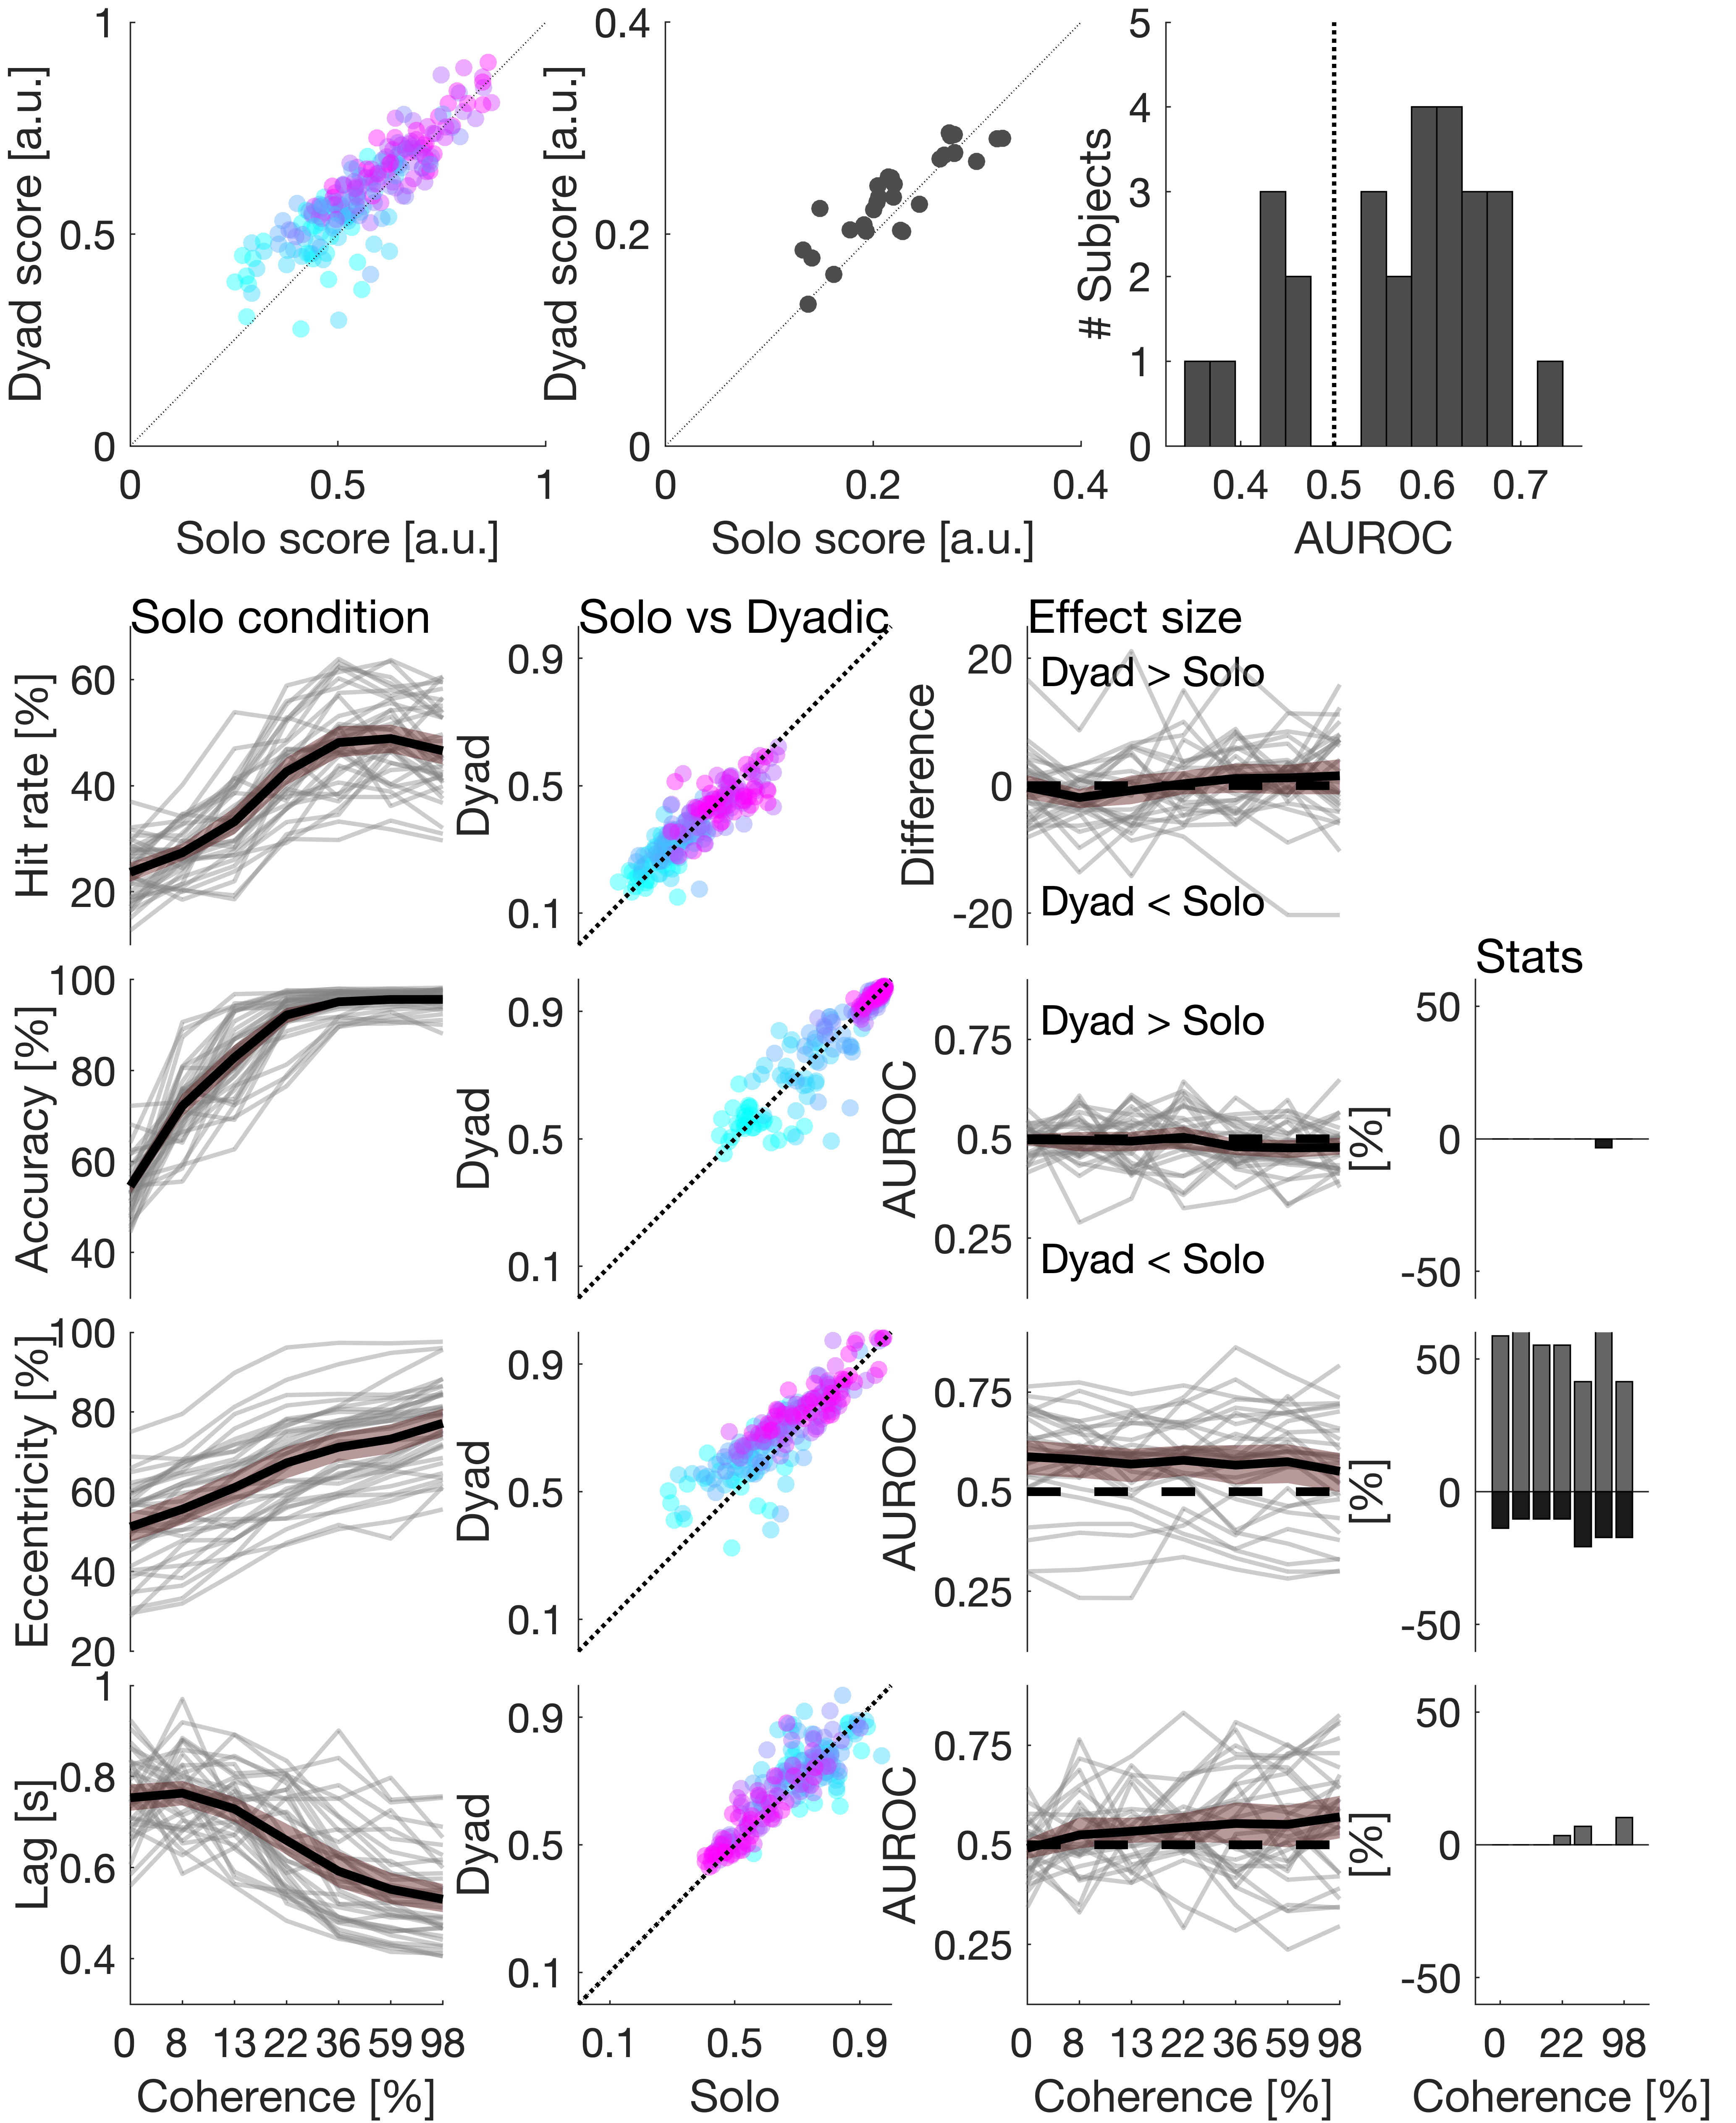 1
0.5
0
Dyad score [a.u.]
0
0.5
1
Solo score [a.u.]
0.4
0.2
0
Dyad score [a.u.]
0
0.2
0.4
Solo score [a.u.]
5
4
3
2
1
0
# Subjects
0.4
0.5
0.6
0.7
AUROC
Solo condition
Solo vs Dyadic
Effect size
60
40
20
Hit rate [%]
0.9
0.5
0.1
Dyad
20
0
-20
Difference
Dyad > Solo
Dyad < Solo
100
80
60
40
Accuracy [%]
0.9
0.5
0.1
Dyad
0.75
0.5
0.25
AUROC
Dyad > Solo
Dyad < Solo
Stats
50
0
-50
[%]
100
80
60
40
20
Eccentricity [%]
0.9
0.5
0.1
Dyad
0.75
0.5
0.25
AUROC
50
0
-50
[%]
1
0.8
0.6
0.4
Lag [s]
0 8 13 22 36 59 98
Coherence [%]
0.9
0.5
0.1
Dyad
0.1 0.5 0.9
Solo
0.75
0.5
0.25
AUROC
0 8 13 22 36 59 98
Coherence [%]
50
0
-50
[%]
0 22 98
Coherence [%]